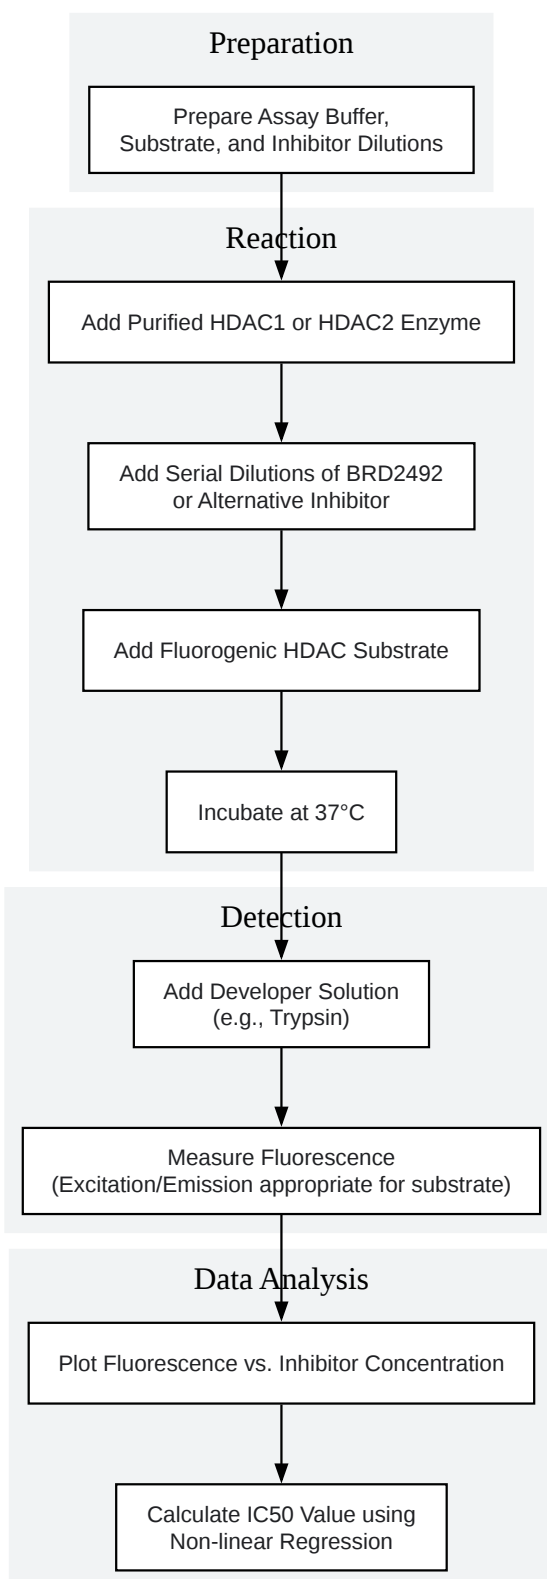 Preparation
Prepare Assay Buffer,
Substrate, and Inhibitor Dilutions
Reaction
Add Purified HDAC1 or HDAC2 Enzyme
Add Serial Dilutions of BRD2492
or Alternative Inhibitor
Add Fluorogenic HDAC Substrate
Incubate at 37°C
Detection
Add Developer Solution
(e.g., Trypsin)
Measure Fluorescence
(Excitation/Emission appropriate for substrate)
Data Analysis
Plot Fluorescence vs. Inhibitor Concentration
Calculate IC50 Value using
Non-linear Regression